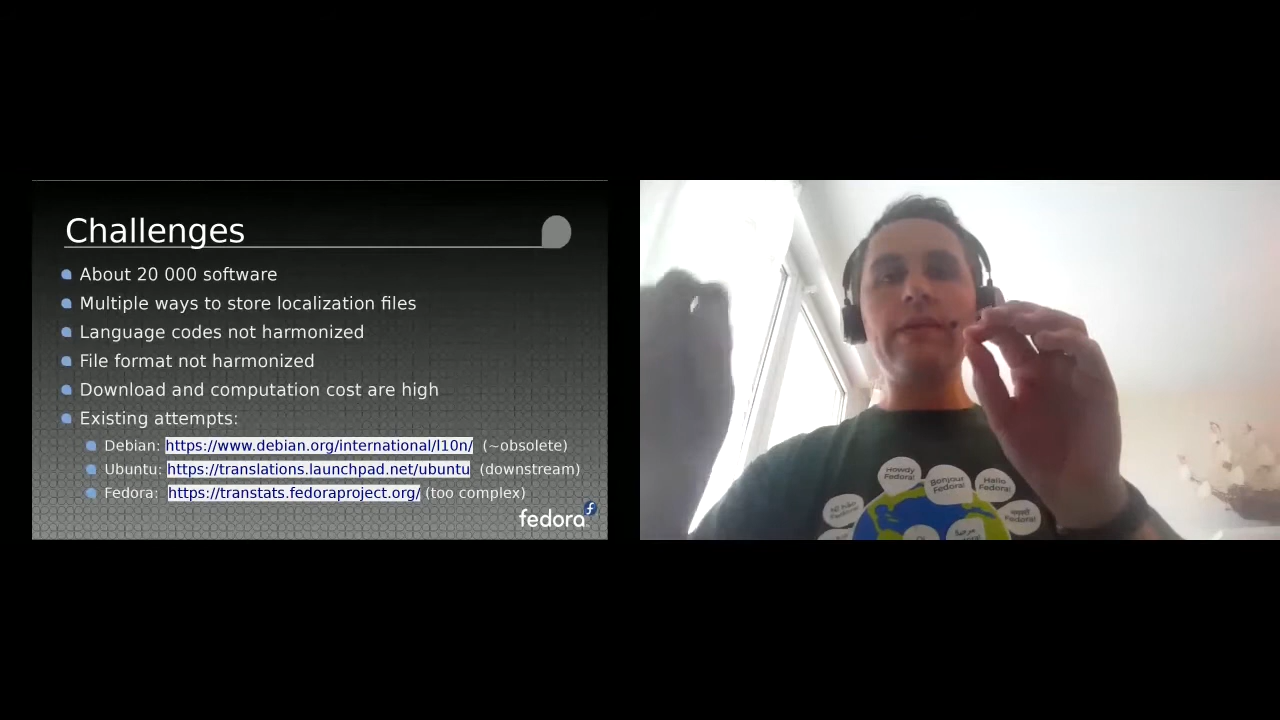 Challenges
About 20 000 software
Multiple ways to store localization files
Language codes not harmonized
File format not harmonized
Download and computation cost are high
Existing attempts:
Debian: https://www.debian.org/international/l10n/ (~obsolete)
Ubuntu: https://translations.launchpad.net/ubuntu (downstream)
Fedora: https://transtats.fedoraproject.org/ (too complex)
fedora
Howdy
Fedora!
Bonjour
Fedora!
Hello
Fedora!
Fedora!